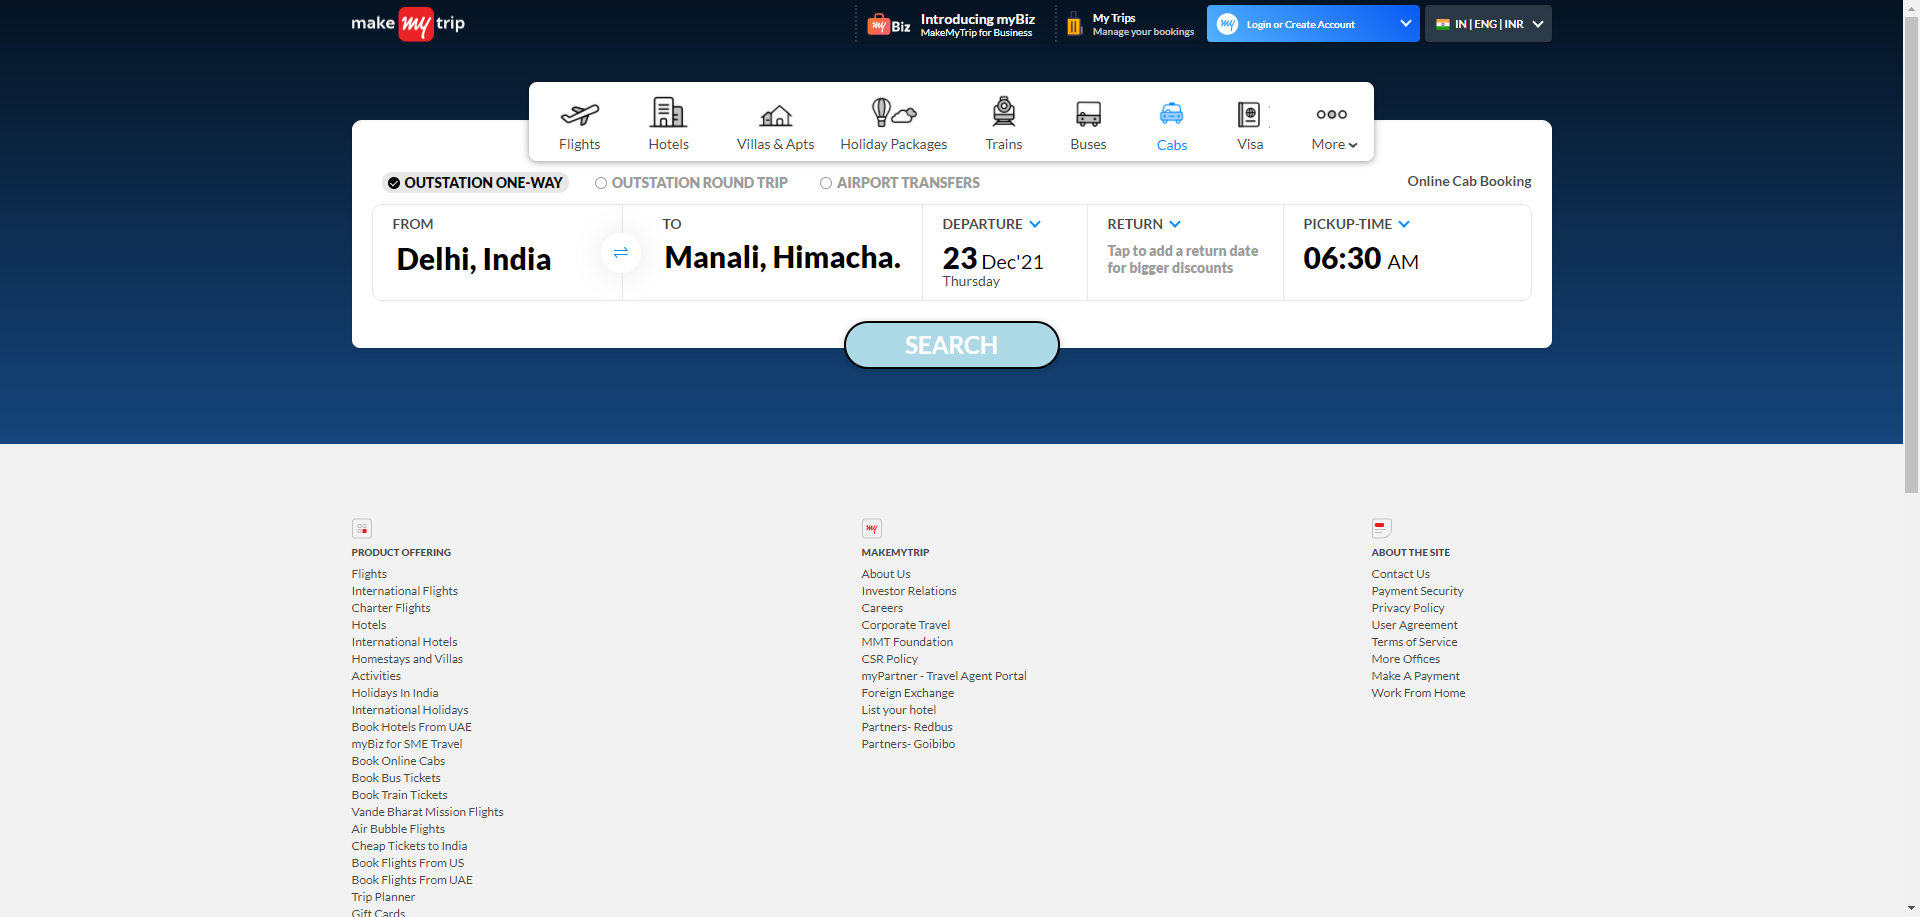 make my trip
my Biz
Introducing myBiz
MakeMyTrip for Business
My Trips
Manage your bookings
my
Login or Create Account
IN | ENG | INR
Flights
Hotels
Villas & Apts
Holiday Packages
Trains
Buses
Cabs
Visa
More
OUTSTATION ONE-WAY
OUTSTATION ROUND TRIP
AIRPORT TRANSFERS
Online Cab Booking
FROM
Delhi, India
TO
Manali, Himacha.
DEPARTURE
23 Dec'21
Thursday
RETURN
Tap to add a return date
for bigger discounts
PICKUP-TIME
06:30 AM
SEARCH
PRODUCT OFFERING
Flights
International Flights
Charter Flights
Hotels
International Hotels
Homestays and Villas
Activities
Holidays In India
International Holidays
Book Hotels From UAE
myBiz for SME Travel
Book Online Cabs
Book Bus Tickets
Book Train Tickets
Vande Bharat Mission Flights
Air Bubble Flights
Cheap Tickets to India
Book Flights From US
Book Flights From UAE
Trip Planner
Gift Cards
my
MAKEMYTRIP
About Us
Investor Relations
Careers
Corporate Travel
MMT Foundation
CSR Policy
myPartner - Travel Agent Portal
Foreign Exchange
List your hotel
Partners- Redbus
Partners- Goibibo
ABOUT THE SITE
Contact Us
Payment Security
Privacy Policy
User Agreement
Terms of Service
More Offices
Make A Payment
Work From Home